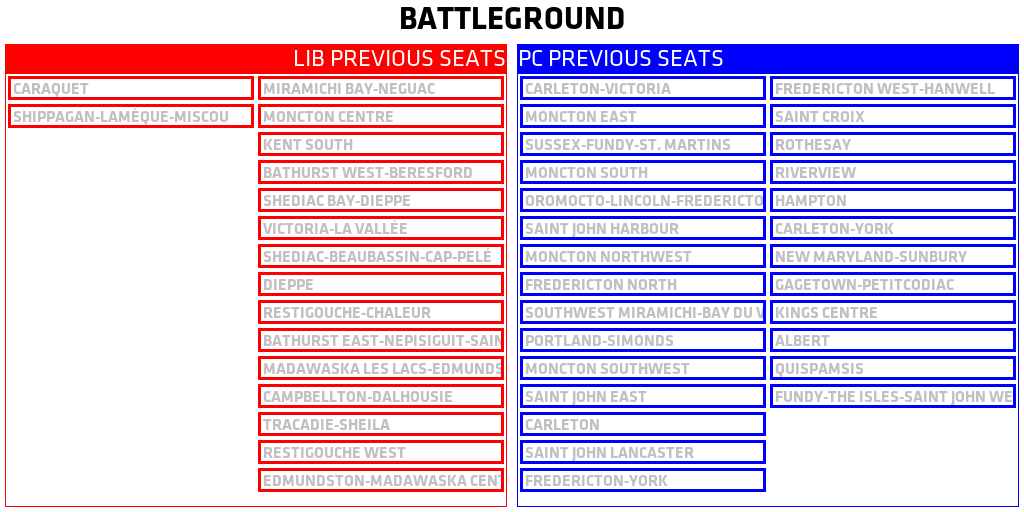 BATTLEGROUND
LIB PREVIOUS SEATS
CARAQUET
SHIPPAGAN-LAMÈQUE-MISCOU
MIRAMICHI BAY-NEGUAC
MONCTON CENTRE
KENT SOUTH
BATHURST WEST-BERESFORD
SHEDIAC BAY-DIEPPE
VICTORIA-LA VALLÉE
SHEDIAC-BEAUBASSIN-CAP-PELÉ
DIEPPE
RESTIGOUCHE-CHALEUR
BATHURST EAST-NEPISIGUIT-SAIN
MADAWASKA LES LACS-EDMUNDS
CAMPBELLTON-DALHOUSIE
TRACADIE-SHEILA
RESTIGOUCHE WEST
EDMUNDSTON-MADAWASKA CENT
PC PREVIOUS SEATS
CARLETON-VICTORIA
MONCTON EAST
SUSSEX-FUNDY-ST. MARTINS
MONCTON SOUTH
OROMOCTO-LINCOLN-FREDERICTO
SAINT JOHN HARBOUR
MONCTON NORTHWEST
FREDERICTON NORTH
SOUTHWEST MIRAMICHI-BAY DU V
PORTLAND-SIMONDS
MONCTON SOUTHWEST
SAINT JOHN EAST
CARLETON
SAINT JOHN LANCASTER
FREDERICTON-YORK
FREDERICTON WEST-HANWELL
SAINT CROIX
ROTHESAY
RIVERVIEW
HAMPTON
CARLETON-YORK
NEW MARYLAND-SUNBURY
GAGETOWN-PETITCODIAC
KINGS CENTRE
ALBERT
QUISPAMSIS
FUNDY-THE ISLES-SAINT JOHN WE